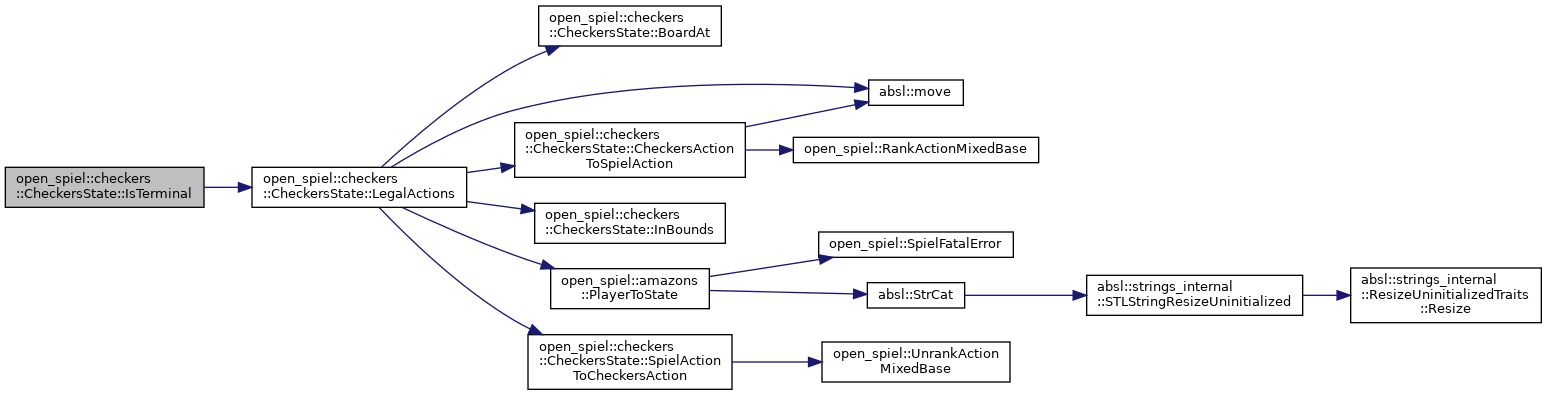 open_spiel::checkers
::CheckersState::IsTerminal
open_spiel::checkers
::CheckersState::LegalActions
open_spiel::checkers
::CheckersState::BoardAt
absl::move
open_spiel::checkers
::CheckersState::CheckersAction
ToSpielAction
open_spiel::RankActionMixedBase
open_spiel::checkers
::CheckersState::InBounds
open_spiel::amazons
::PlayerToState
open_spiel::SpielFatalError
absl::StrCat
absl::strings_internal
::STLStringResizeUninitialized
absl::strings_internal
::ResizeUninitializedTraits
::Resize
open_spiel::checkers
::CheckersState::SpielAction
ToCheckersAction
open_spiel::UnrankAction
MixedBase